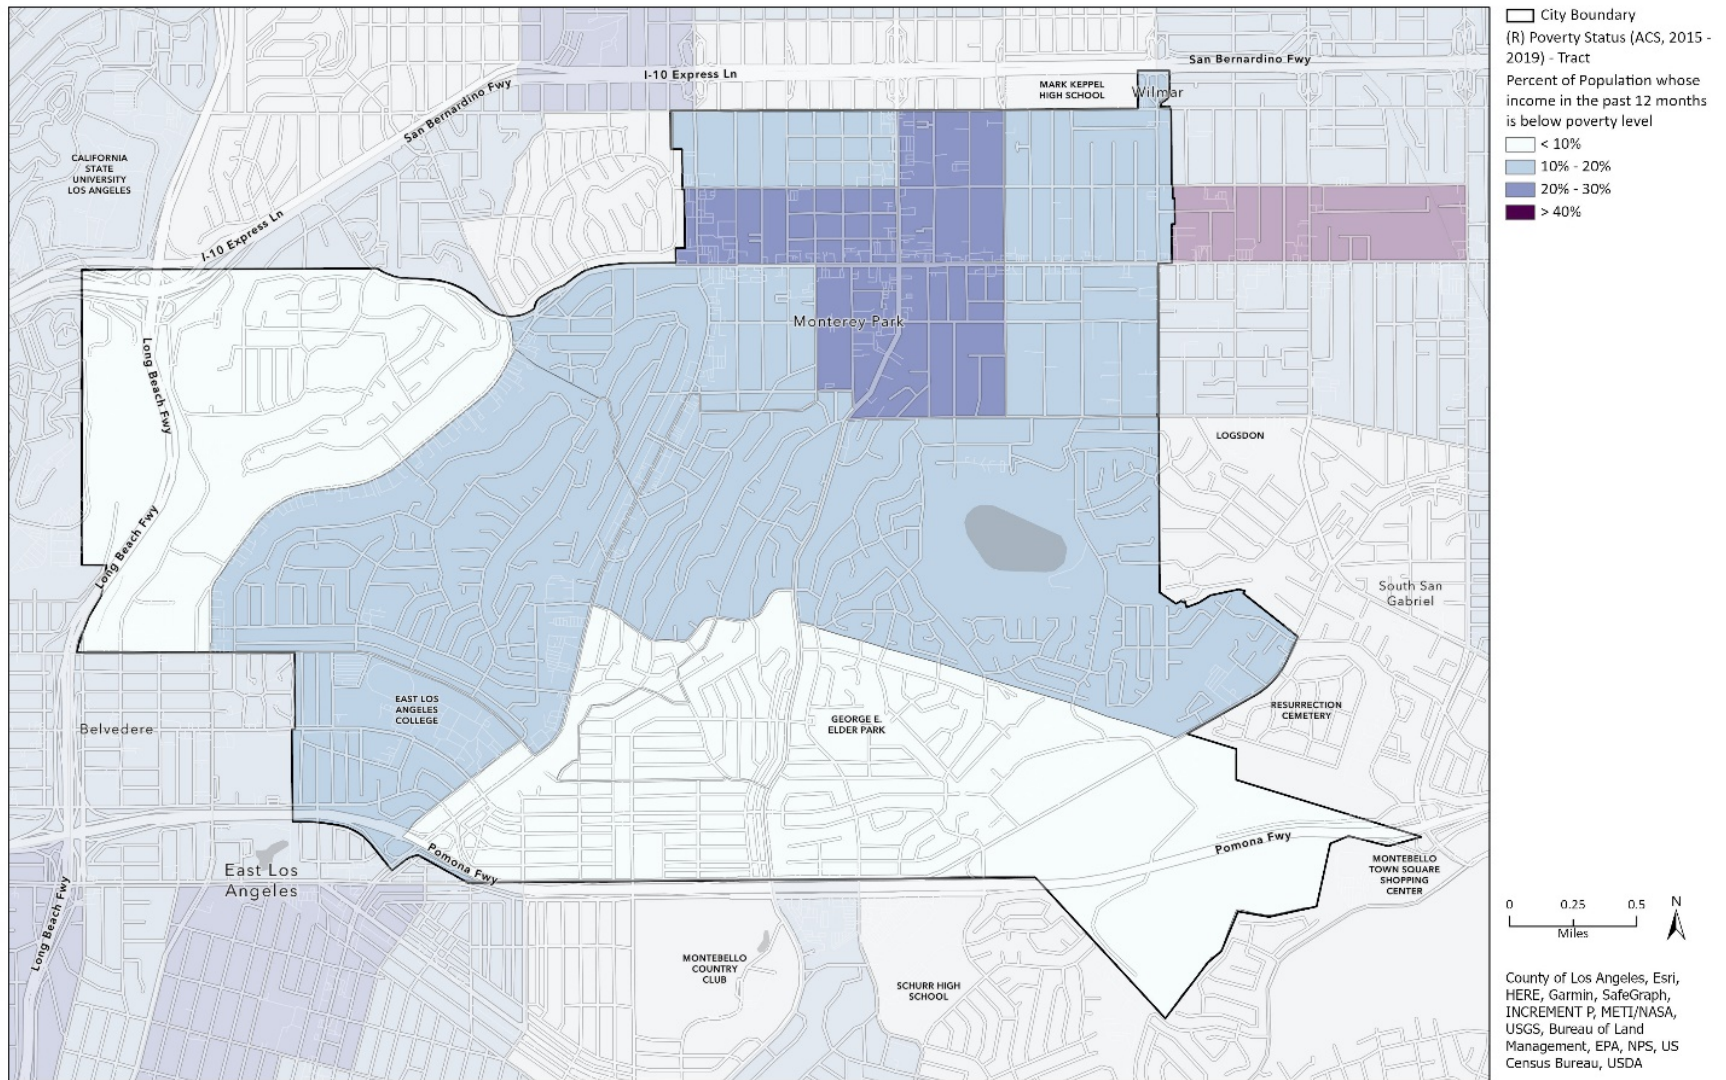 City Boundary
(R) Poverty Status (ACS, 2015 -
2019) - Tract
Percent of Population whose
income in the past 12 months
is below poverty level
< 10%
10% - 20%
20% - 30%
> 40%
San Bernardino Fwy
I-10 Express Ln
MARK KEPPEL
HIGH SCHOOL
Wilmar
San Bernardino Fwy
CALIFORNIA
STATE
UNIVERSITY
LOS ANGELES
I-10 Express Ln
Monterey Park
Long Beach Fwy
LOGSDON
Long Beach Fwy
South San
Gabriel
EAST LOS
ANGELES
COLLEGE
GEORGE E.
ELDER PARK
RESURRECTION
CEMETERY
Belvedere
Pomona Fwy
Pomona Fwy
East Los
Angeles
MONTEBELLO
TOWN SQUARE
SHOPPING
CENTER
Long Beach Fwy
MONTEBELLO
COUNTRY
CLUB
SCHURR HIGH
SCHOOL
0 0.25 0.5
Miles
N
County of Los Angeles, Esri,
HERE, Garmin, SafeGraph,
INCREMENT P, METI/NASA,
USGS, Bureau of Land
Management, EPA, NPS, US
Census Bureau, USDA